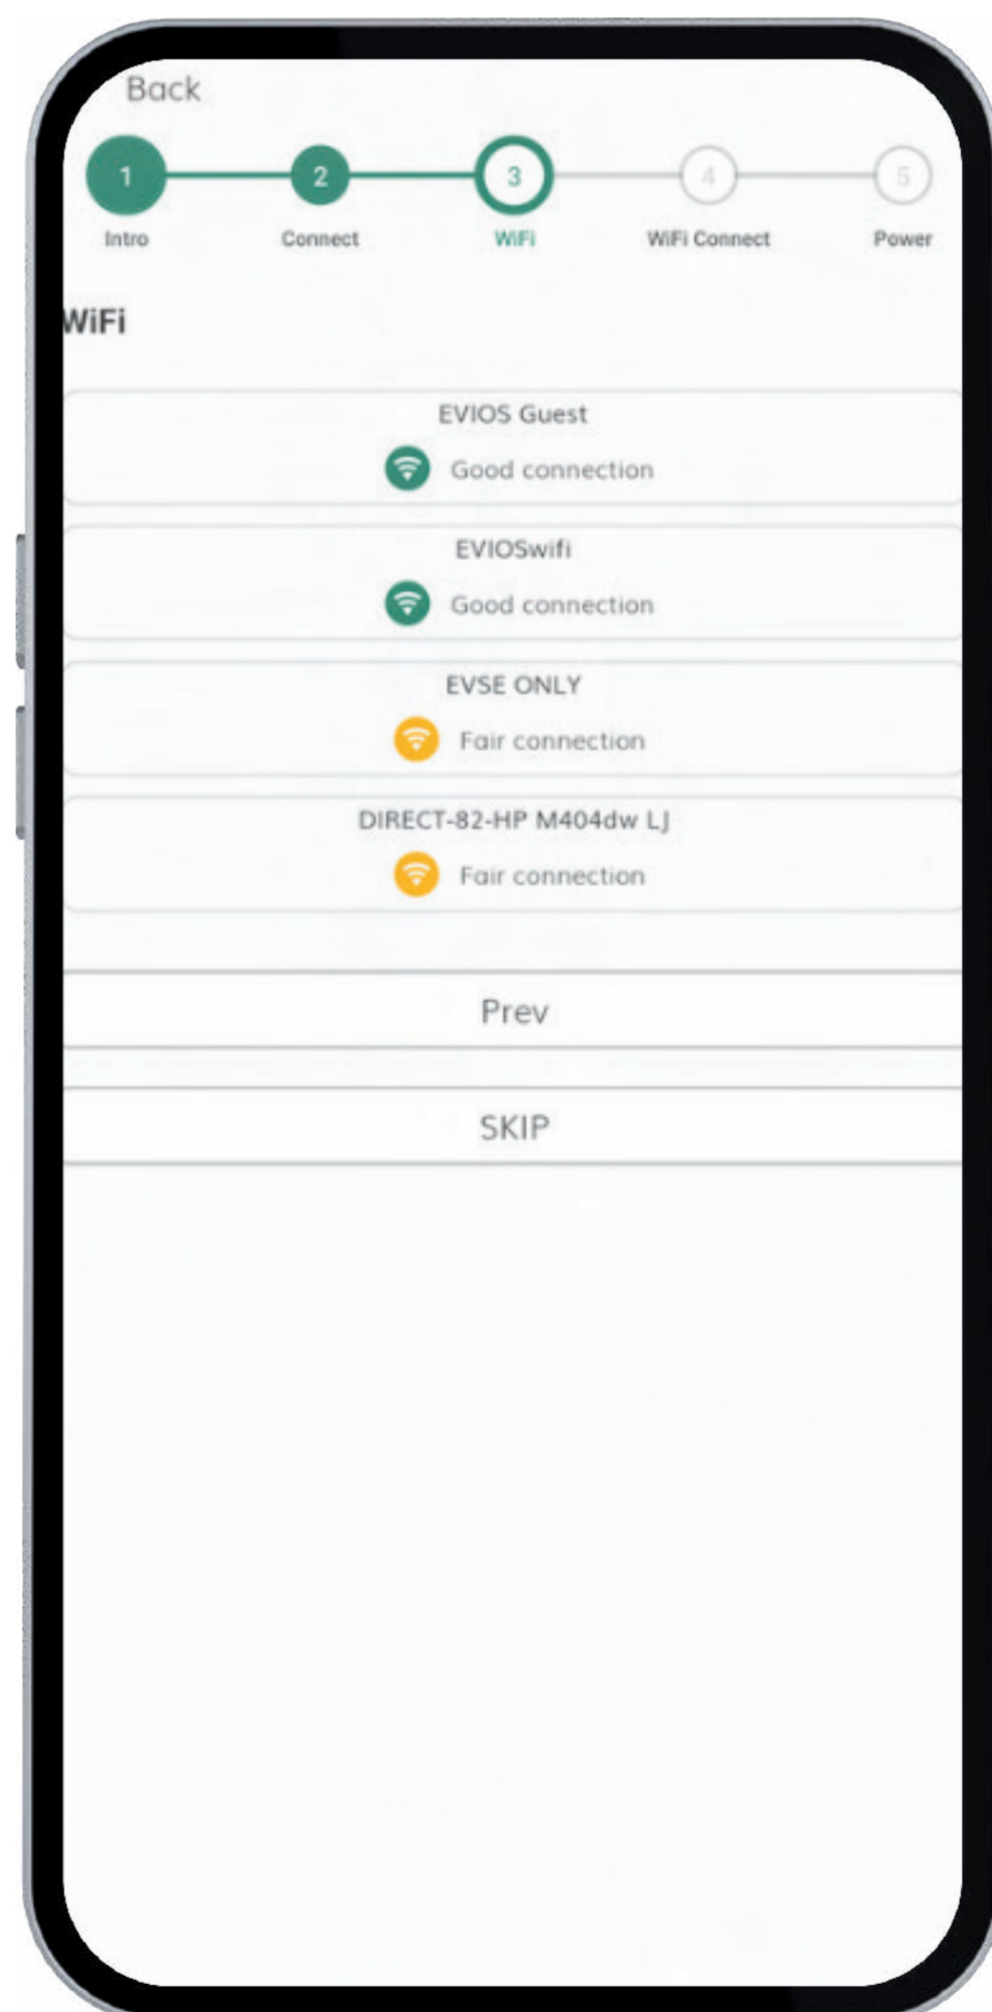 Back
1 2 3 4 5
Intro Connect WiFi WiFi Connect Power
WiFi
EVIOS Guest
Good connection
EVIOSwifi
Good connection
EVSE ONLY
Fair connection
DIRECT-82-HP M404dw LJ
Fair connection
Prev
SKIP